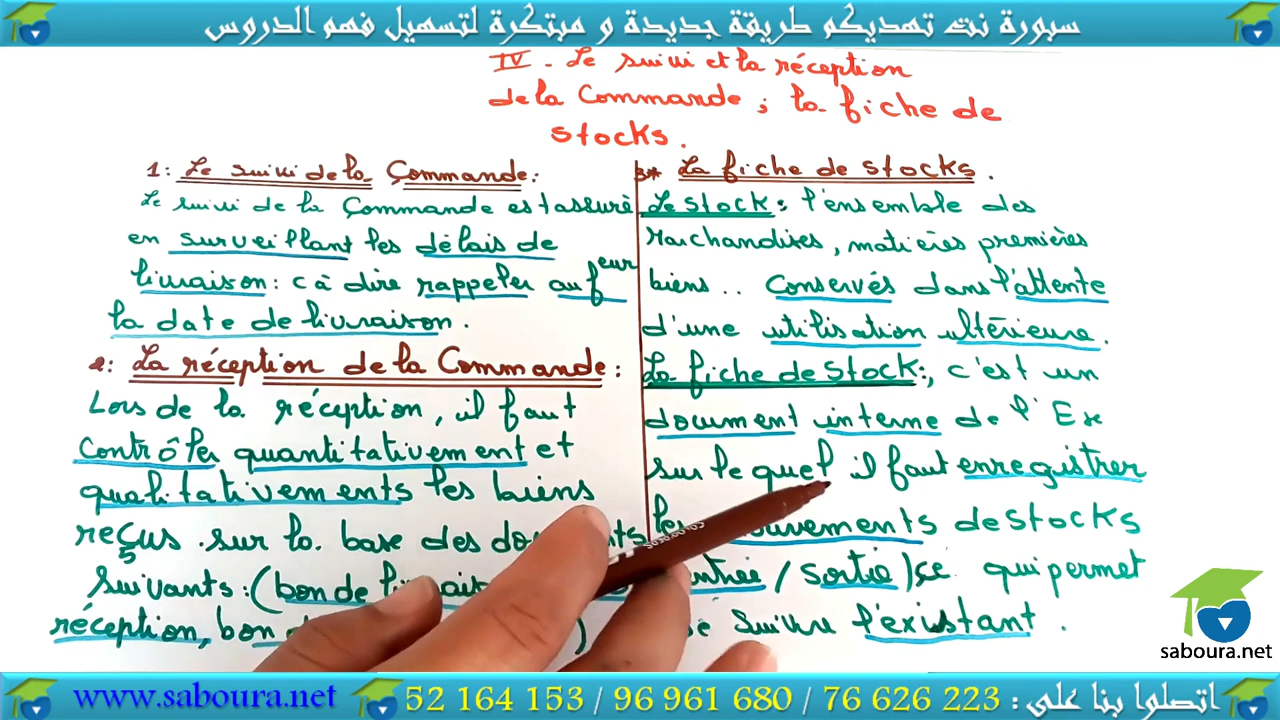 سبورة نت تهديكم طريقة جديدة و مبتكرة لتسهيل فهم الدروس
IV - Le suivi et la réception
de la Commande ; la fiche de
stocks.
1: Le suivi de la Commande:
Le suivi de la Commande est assuré
en surveillant les délais de
livraison : c à dire rappeler au feur
la date de livraison.
2: La réception de la Commande :
Lors de la réception, il faut
contrôler quantitativement et
qualitativements les biens
reçus . sur la base des
suivants : (bon de
réception, bon )
3* La fiche de stocks.
Le stock : l'ensemble des
Marchandises, matières premières
biens .. Conservés dans l'attente
d'une utilisation ultérieure.
La fiche de stock :, c'est un
document interne de l'Ese
sur le quel il faut enregistrer
les de stocks
/ sortie) çe qui permet
suivre l'existant .
saboura.net
www.saboura.net
52 164 153 / 96 961 680 / 76 626 223 : اتصلوا بنا على